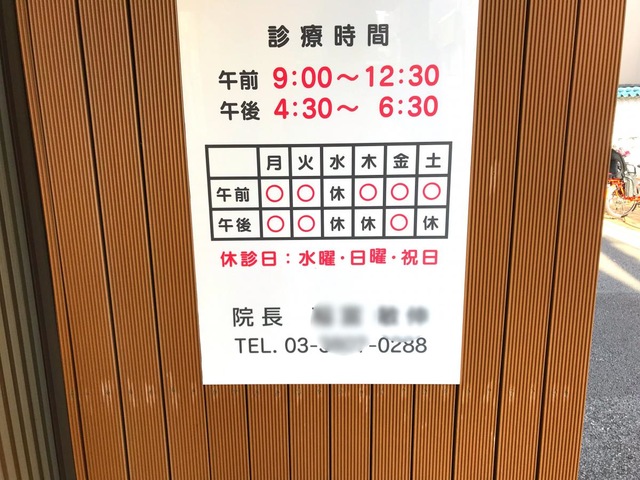 診療時間
午前 9:00～12:30
午後 4:30～ 6:30
月 火 水 木 金 土
午前 ○ ○ 休 ○ ○ ○
午後 ○ ○ 休 休 ○ 休
休診日：水曜・日曜・祝日
院長
TEL. 03- -0288